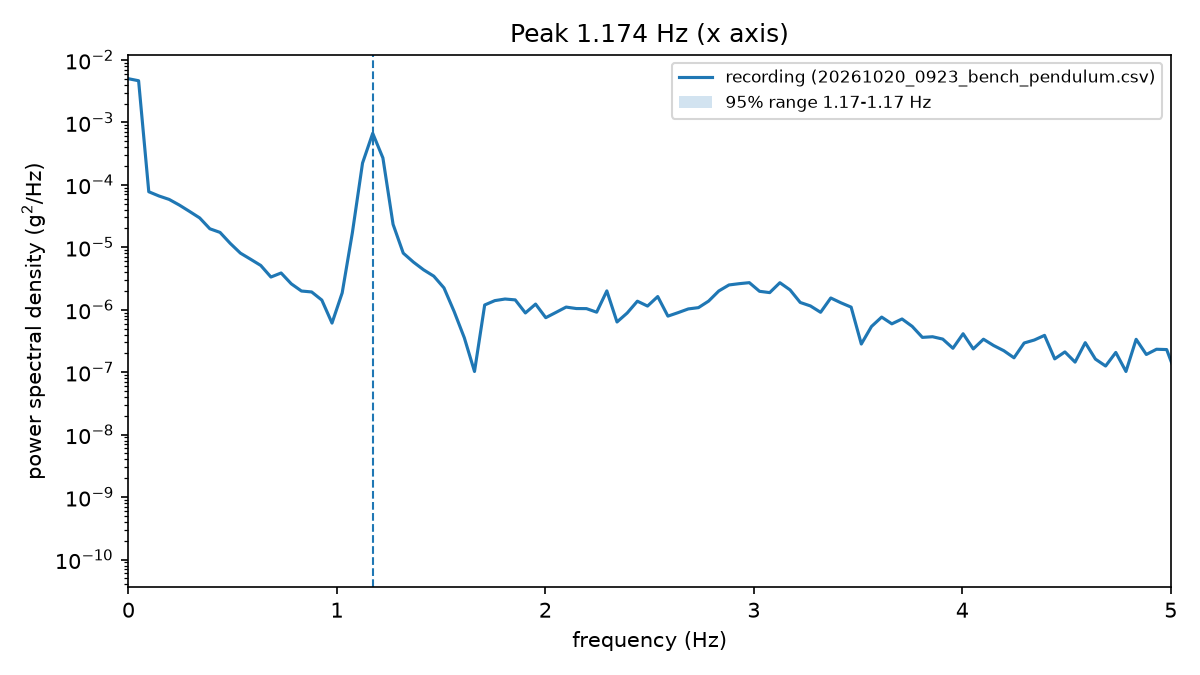 Peak 1.174 Hz (x axis)
recording (20261020_0923_bench_pendulum.csv)
95% range 1.17-1.17 Hz
power spectral density (g²/Hz)
10⁻²
10⁻³
10⁻⁴
10⁻⁵
10⁻⁶
10⁻⁷
10⁻⁸
10⁻⁹
10⁻¹⁰
0 1 2 3 4 5
frequency (Hz)